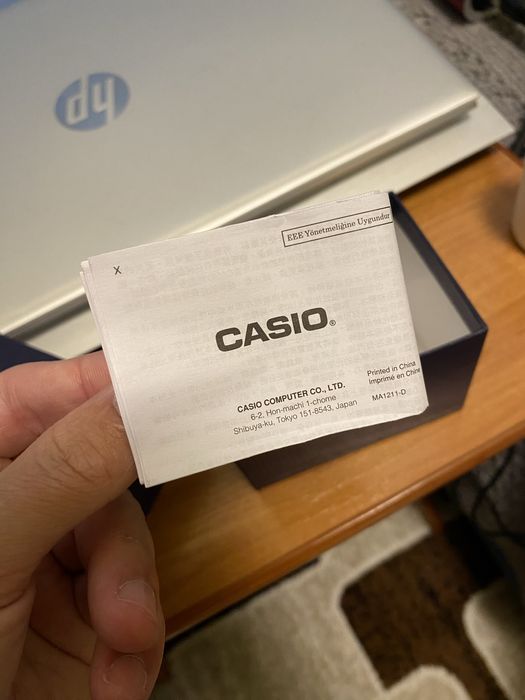 hp
EEE Yönetmeliğine Uygundur
X
CASIO®
CASIO COMPUTER CO., LTD.
6-2, Hon-machi 1-chome
Shibuya-ku, Tokyo 151-8543, Japan
Printed in China
Imprimé en Chine
MA1211-D